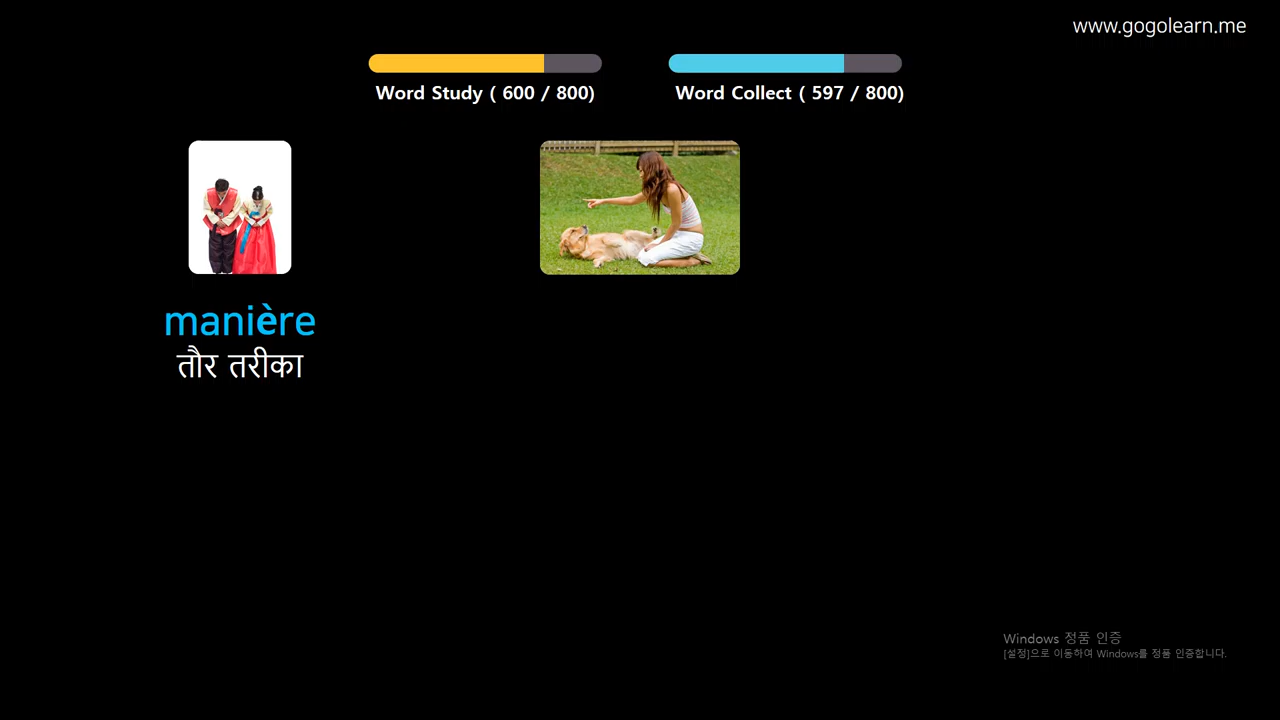 www.gogolearn.me
Word Study ( 600 / 800)
Word Collect ( 597 / 800)
manière
तौर तरीका
Windows 정품 인증
[설정]으로 이동하여 Windows를 정품 인증합니다.